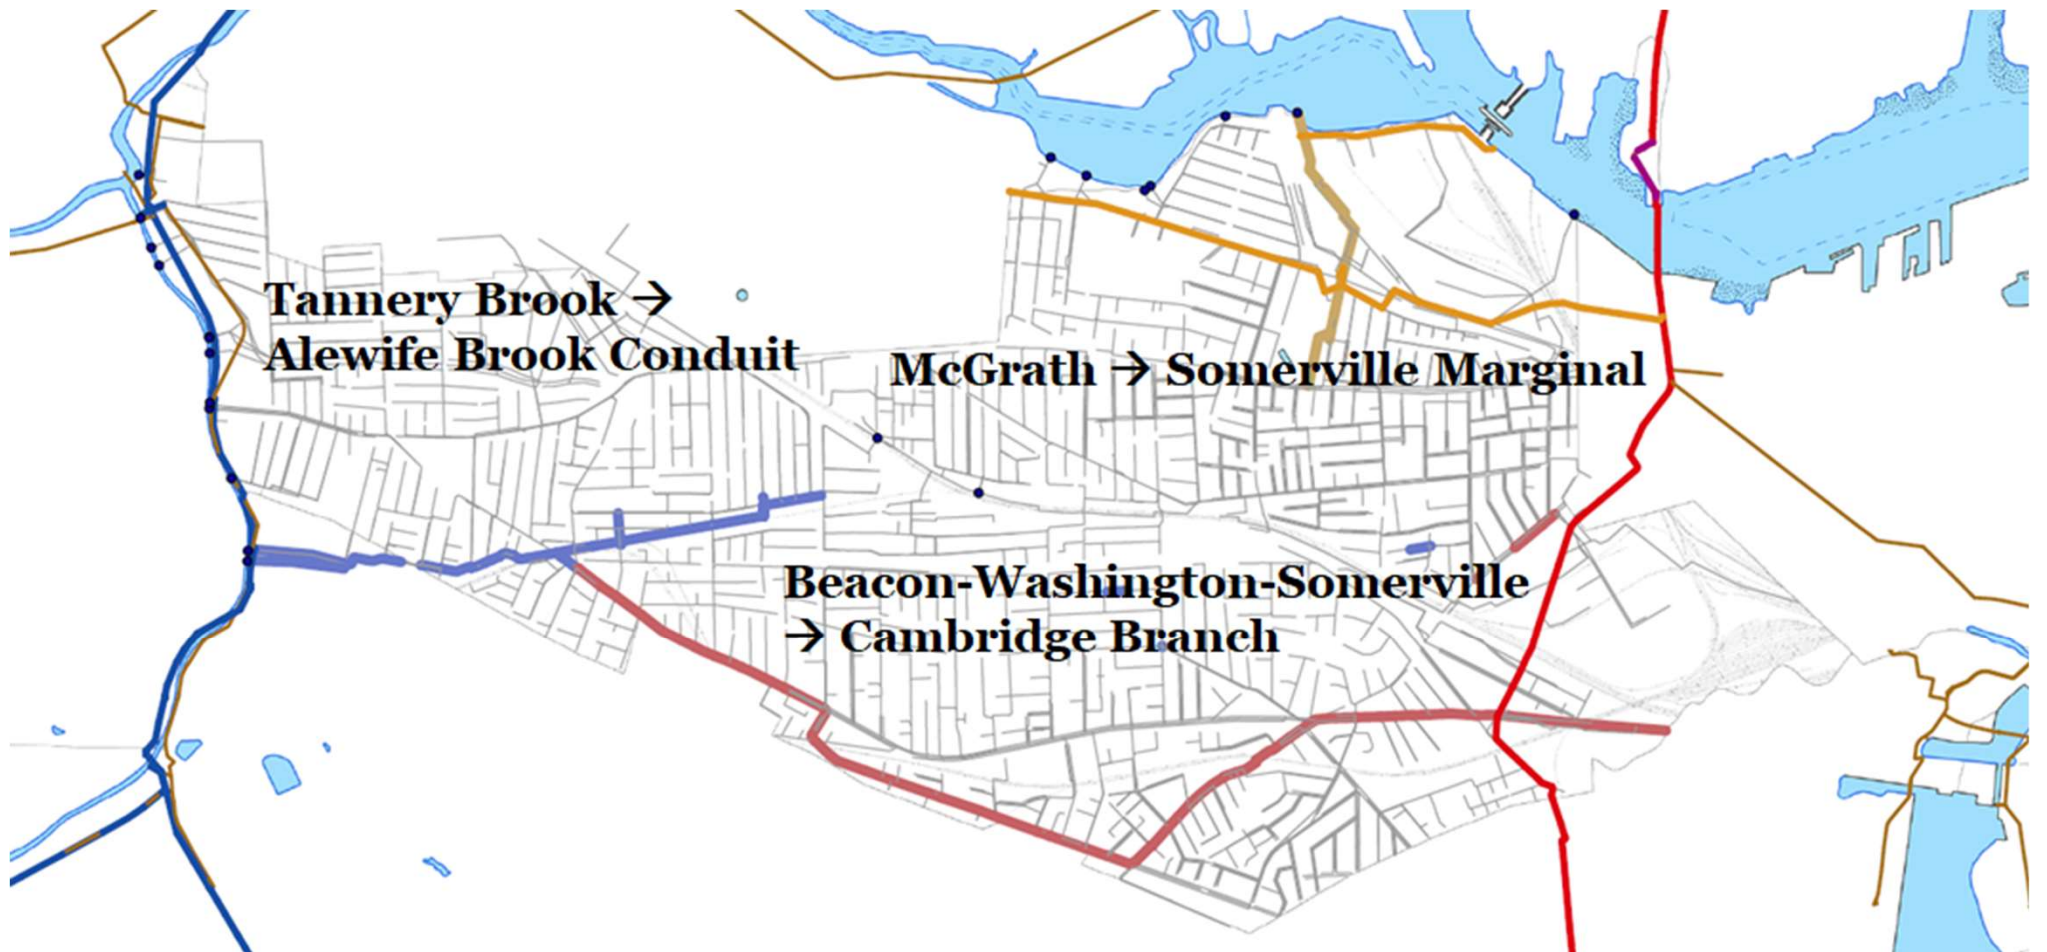 Tannery Brook →
Alewife Brook Conduit
McGrath → Somerville Marginal
Beacon-Washington-Somerville
→ Cambridge Branch